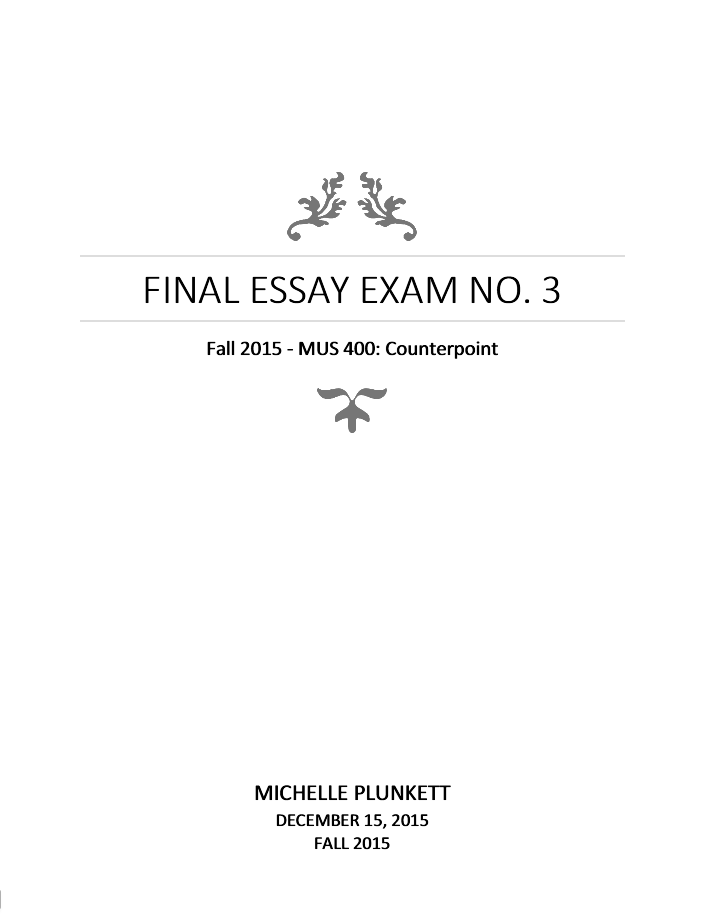 FINAL ESSAY EXAM NO. 3
Fall 2015 - MUS 400: Counterpoint
MICHELLE PLUNKETT
DECEMBER 15, 2015
FALL 2015